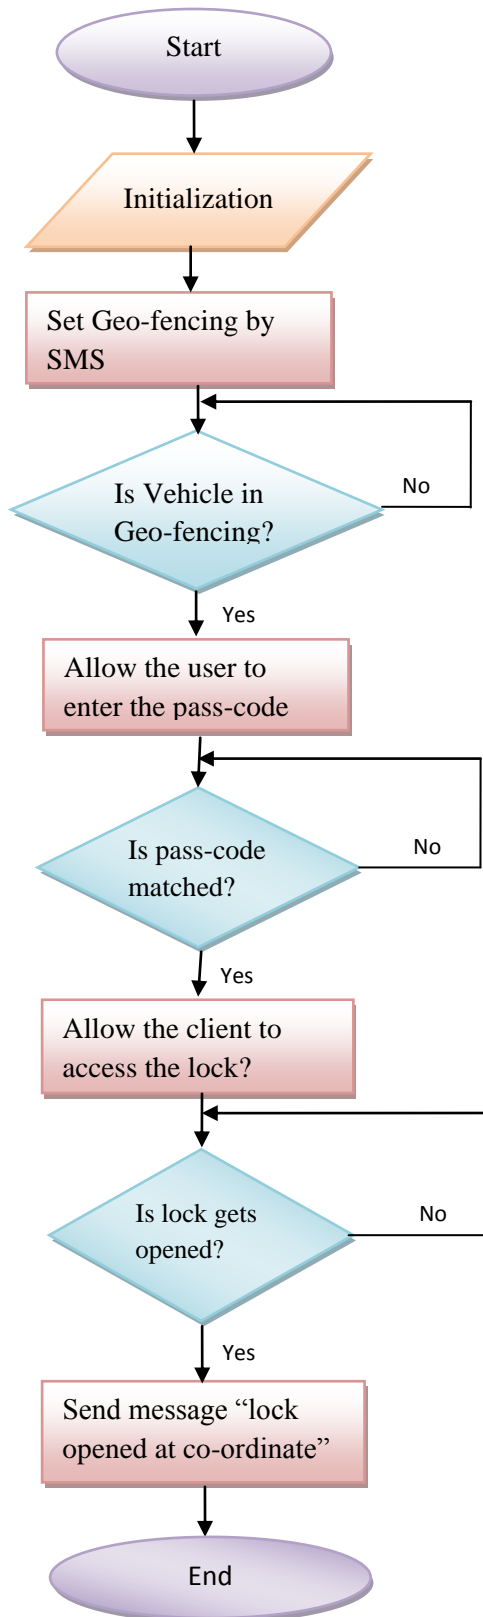 Start
Initialization
Set Geo-fencing by
SMS
Is Vehicle in
Geo-fencing?
No
Yes
Allow the user to
enter the pass-code
Is pass-code
matched?
No
Yes
Allow the client to
access the lock?
Is lock gets
opened?
No
Yes
Send message “lock
opened at co-ordinate”
End